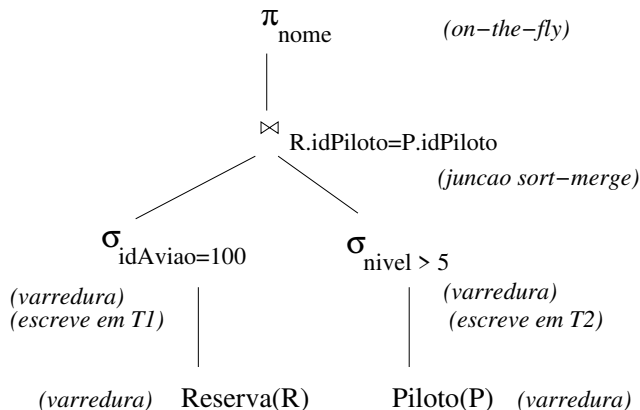 π nome (on−the−fly)
⋈ R.idPiloto=P.idPiloto
(juncao sort−merge)
σ idAviao=100 σ nivel > 5
(varredura) (varredura)
(escreve em T1) (escreve em T2)
(varredura) Reserva(R) Piloto(P) (varredura)